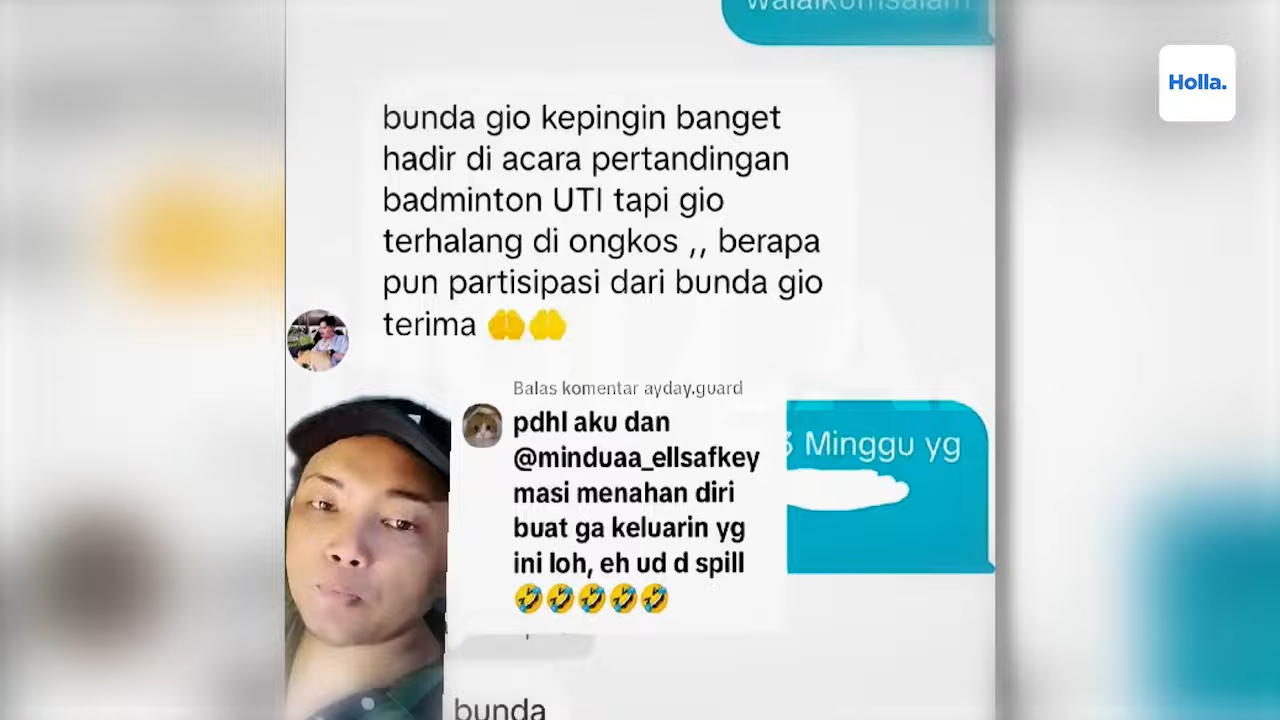 walaikumsalam
Holla.
bunda gio kepingin banget
hadir di acara pertandingan
badminton UTI tapi gio
terhalang di ongkos ,, berapa
pun partisipasi dari bunda gio
terima 🤲🤲
Balas komentar ayday.guard
pdhl aku dan
@minduaa_ellsafkey
masi menahan diri
buat ga keluarin yg
ini loh, eh ud d spill
🤣🤣🤣🤣🤣
3 Minggu yg
bunda